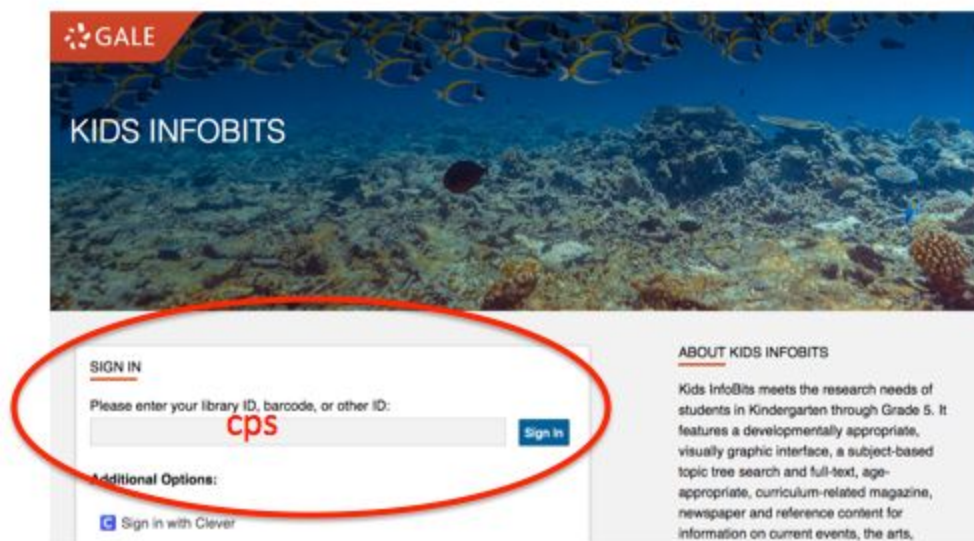 GALE
KIDS INFOBITS
SIGN IN
Please enter your library ID, barcode, or other ID:
cps
Sign In
Additional Options:
C Sign in with Clever
ABOUT KIDS INFOBITS
Kids InfoBits meets the research needs of
students in Kindergarten through Grade 5. It
features a developmentally appropriate,
visually graphic interface, a subject-based
topic tree search and full-text, age-
appropriate, curriculum-related magazine,
newspaper and reference content for
information on current events, the arts,